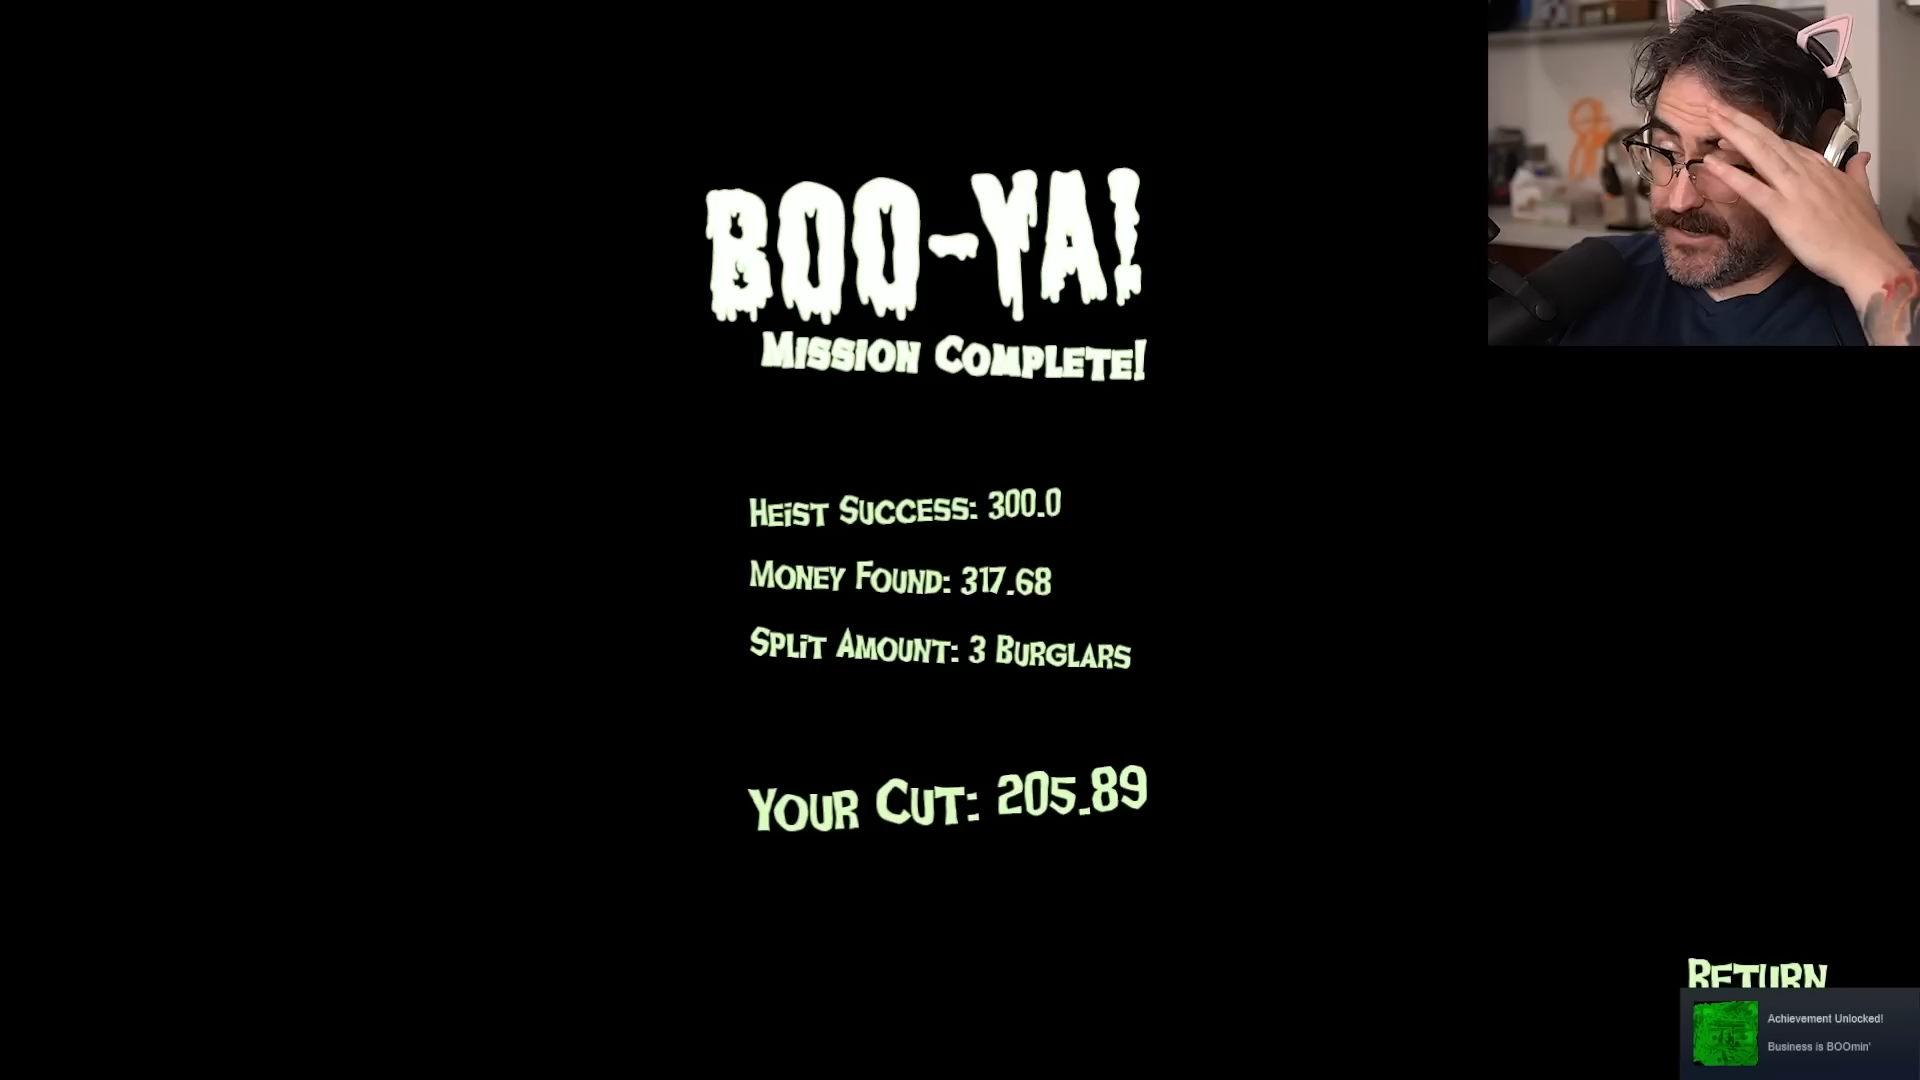 BOO-YA!
MISSION COMPLETE!
HEIST SUCCESS: 300.0
MONEY FOUND: 317.68
SPLIT AMOUNT: 3 BURGLARS
YOUR CUT: 205.89
RETURN
Achievement Unlocked!
Business is BOOmin'